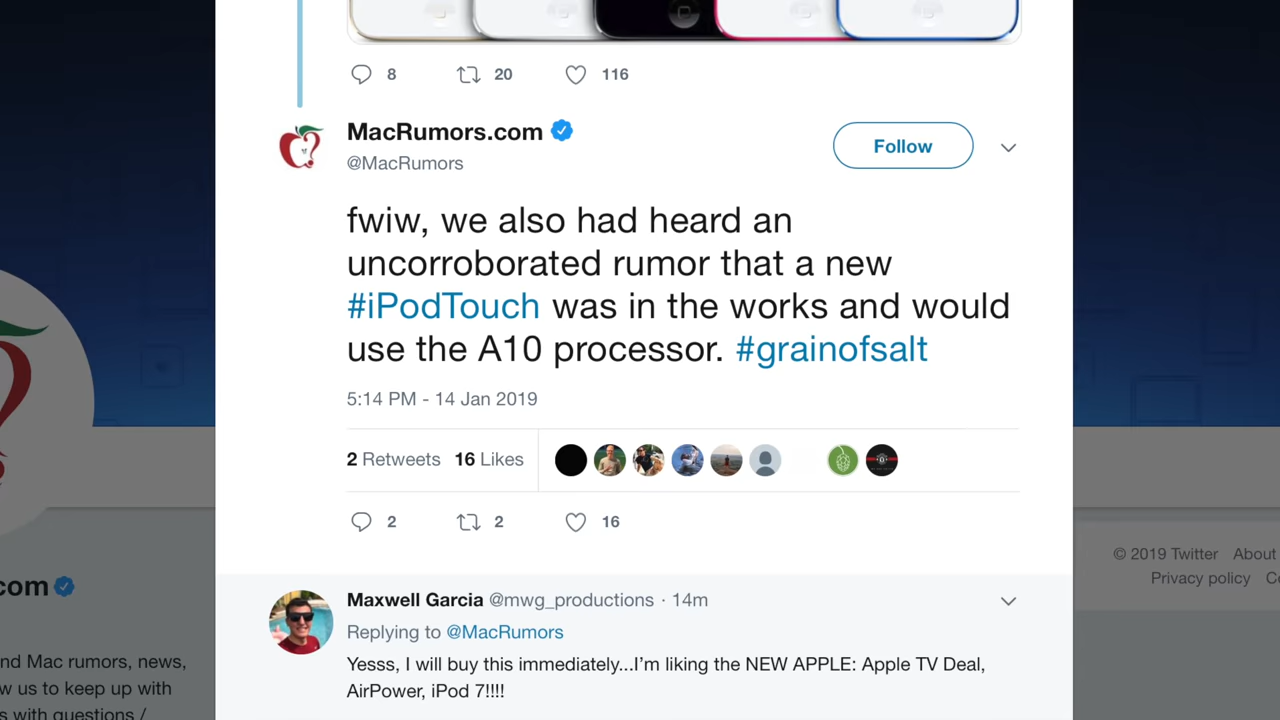 8 20 116
MacRumors.com
@MacRumors
Follow
fwiw, we also had heard an
uncorroborated rumor that a new
#iPodTouch was in the works and would
use the A10 processor. #grainofsalt
5:14 PM - 14 Jan 2019
2 Retweets 16 Likes
2 2 16
Maxwell Garcia @mwg_productions · 14m
Replying to @MacRumors
Yesss, I will buy this immediately...I'm liking the NEW APPLE: Apple TV Deal,
AirPower, iPod 7!!!!
com
nd Mac rumors, news,
w us to keep up with
s with questions /
© 2019 Twitter About
Privacy policy